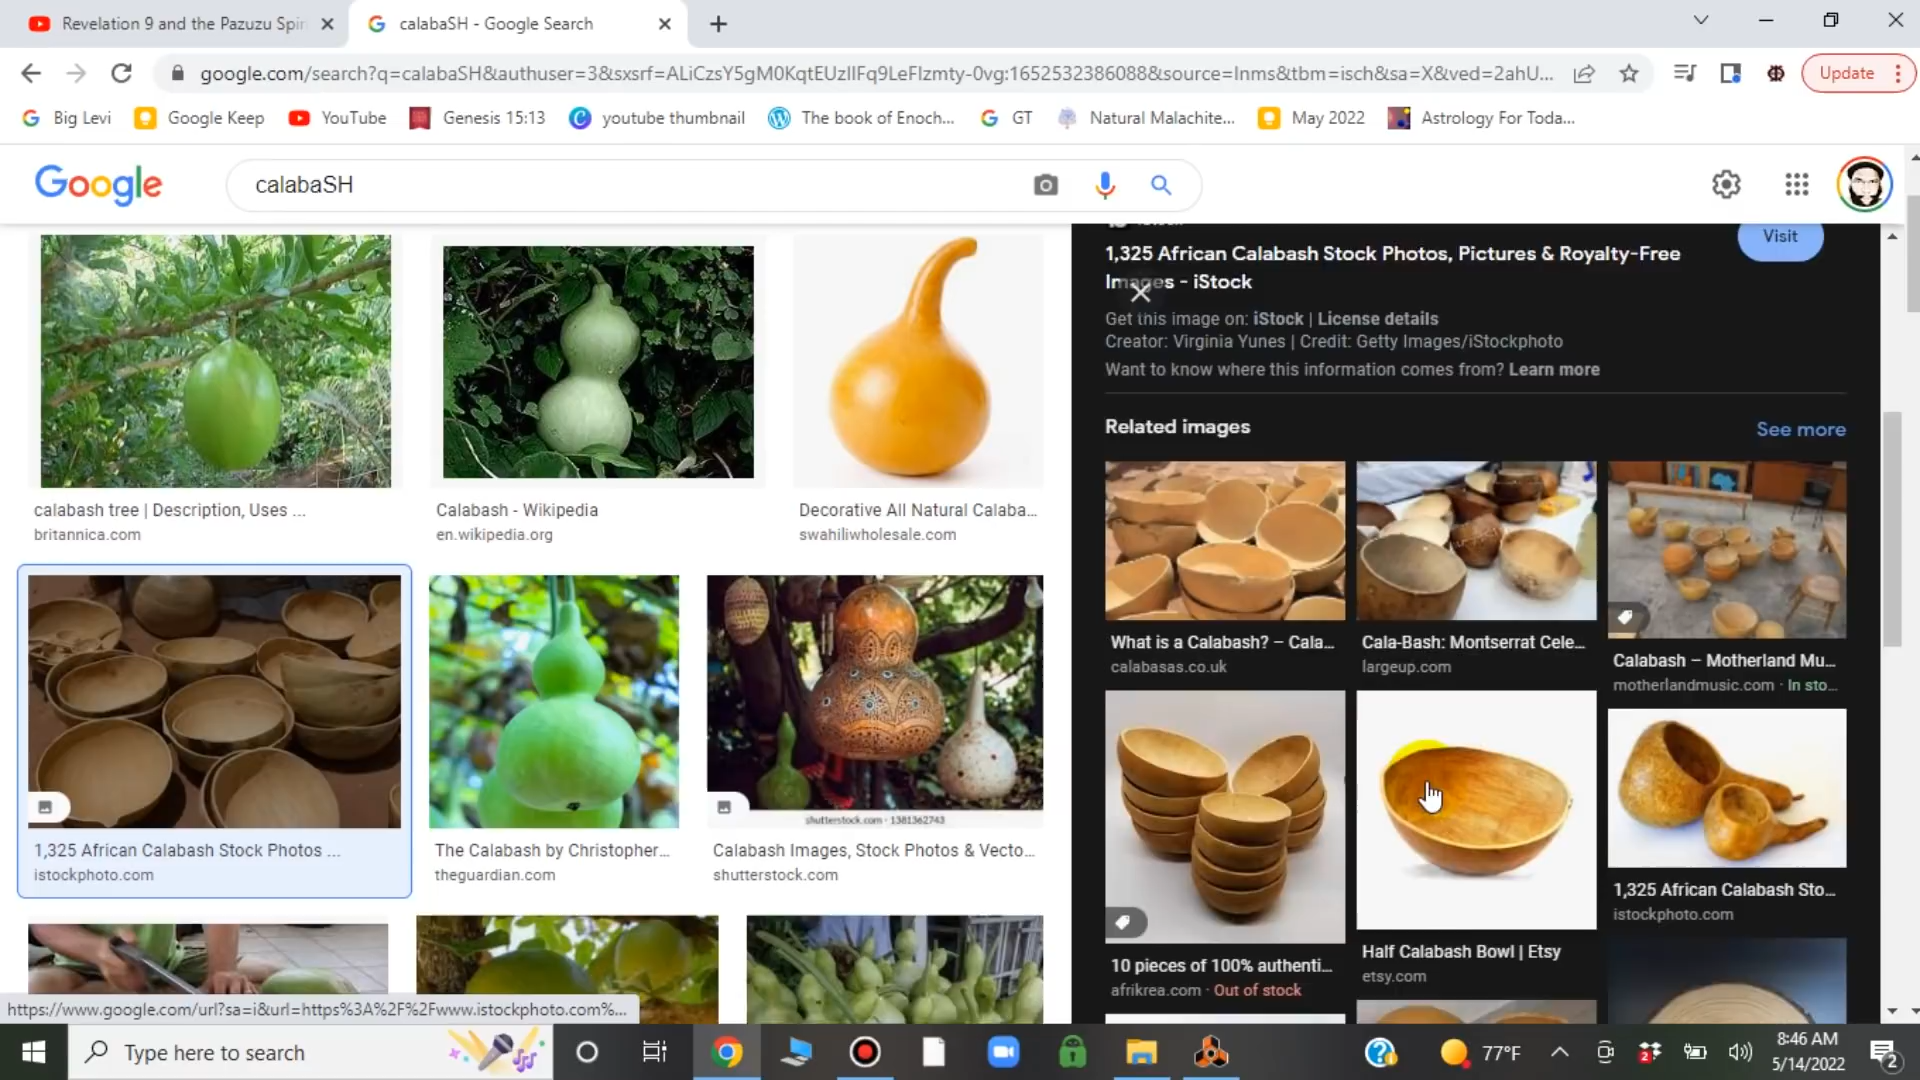 Revelation 9 and the Pazuzu Spir
calabaSH - Google Search
google.com/search?q=calabaSH&authuser=3&sxsrf=ALiCzsY5gM0KqtEUzIlFq9LeFlzmty-0vg:1652532386088&source=lnms&tbm=isch&sa=X&ved=2ahU...
Update
Big Levi
Google Keep
YouTube
Genesis 15:13
youtube thumbnail
The book of Enoch...
GT
Natural Malachite...
May 2022
Astrology For Toda...
Google
calabaSH
calabash tree | Description, Uses ...
britannica.com
Calabash - Wikipedia
en.wikipedia.org
Decorative All Natural Calaba...
swahiliwholesale.com
1,325 African Calabash Stock Photos ...
istockphoto.com
The Calabash by Christopher...
theguardian.com
shutterstock.com · 1381362743
Calabash Images, Stock Photos & Vecto...
shutterstock.com
1,325 African Calabash Stock Photos, Pictures & Royalty-Free
Images - iStock
Visit
Get this image on: iStock | License details
Creator: Virginia Yunes | Credit: Getty Images/iStockphoto
Want to know where this information comes from? Learn more
Related images
See more
What is a Calabash? – Cala...
calabasas.co.uk
Cala-Bash: Montserrat Cele...
largeup.com
Calabash – Motherland Mu...
motherlandmusic.com · In sto...
10 pieces of 100% authenti...
afrikrea.com · Out of stock
Half Calabash Bowl | Etsy
etsy.com
1,325 African Calabash Sto...
istockphoto.com
https://www.google.com/url?sa=i&url=https%3A%2F%2Fwww.istockphoto.com%...
Type here to search
2
77°F
8:46 AM
5/14/2022
2